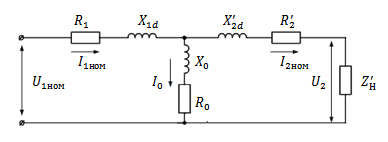 R₁ X₁d X′₂d R′₂
I₁ном X₀ I₂ном
U₁ном I₀ R₀ U₂ Z′н